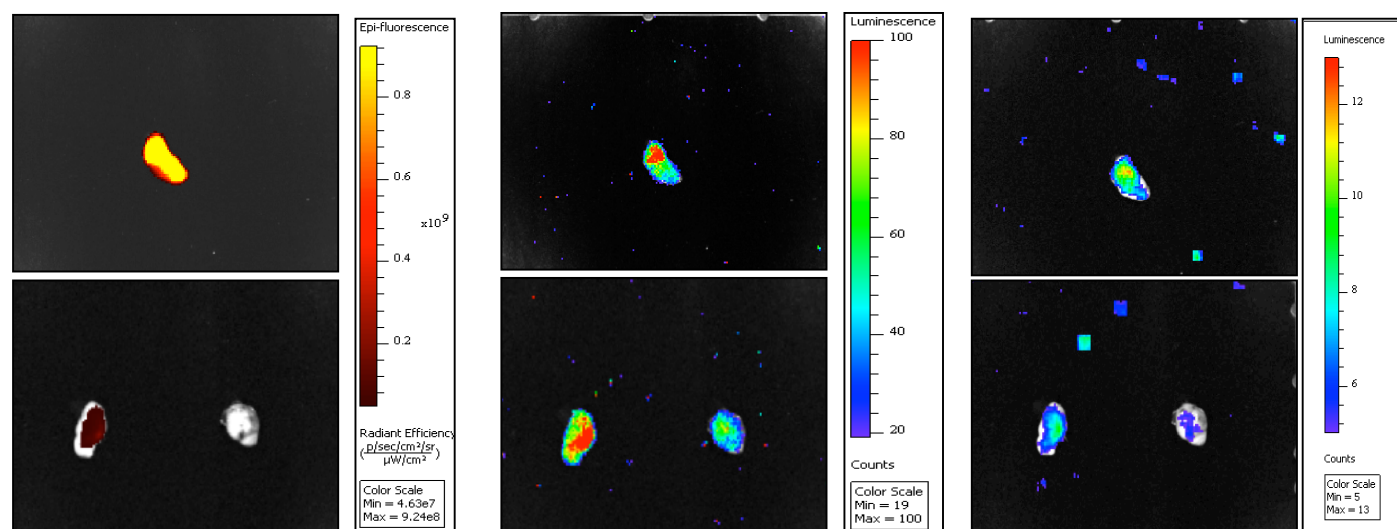 Epi-fluorescence
0.8
0.6
x10⁹
0.4
0.2
Radiant Efficiency
(p/sec/cm²/sr
µW/cm²)
Color Scale
Min = 4.63e7
Max = 9.24e8
Luminescence
100
80
60
40
20
Counts
Color Scale
Min = 19
Max = 100
Luminescence
12
10
8
6
Counts
Color Scale
Min = 5
Max = 13